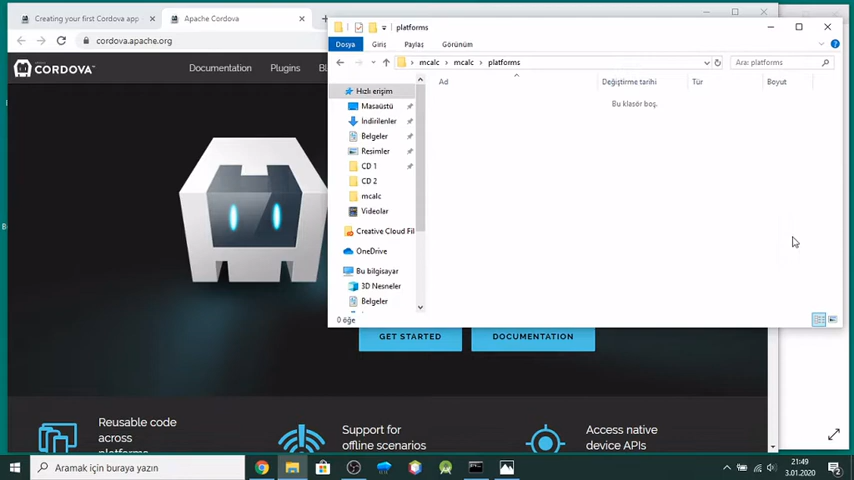 Creating your first Cordova app
Apache Cordova
platforms
Dosya
Giriş
Paylaş
Görünüm
cordova.apache.org
mcalc
mcalc
platforms
Ara: platforms
CORDOVA™
Documentation
Plugins
Bl
Ad
Değiştirme tarihi
Tür
Boyut
Bu klasör boş.
Hızlı erişim
Masaüstü
İndirilenler
Belgeler
Resimler
CD 1
CD 2
mcalc
Videolar
Creative Cloud Fil
OneDrive
Bu bilgisayar
3D Nesneler
Belgeler
0 öğe
GET STARTED
DOCUMENTATION
Reusable code
across
platforms
Support for
offline scenarios
Access native
device APIs
Aramak için buraya yazın
21:49
3.01.2020
2